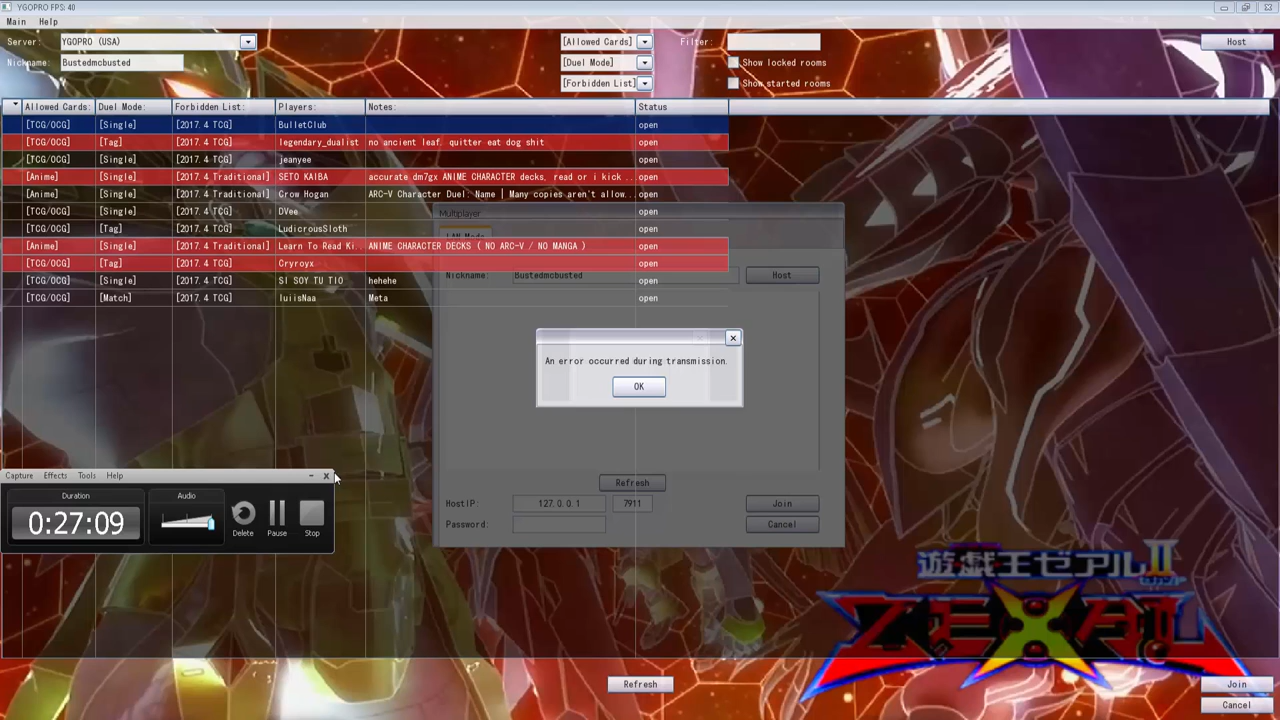 YGOPRO FPS: 40
Main Help
Server: YGOPRO (USA) [Allowed Cards] Filter: Host
Nickname: Bustedmcbusted [Duel Mode] Show locked rooms
[Forbidden List] Show started rooms
Allowed Cards: Duel Mode: Forbidden List: Players: Notes: Status
[TCG/OCG] [Single] [2017.4 TCG] BulletClub open
[TCG/OCG] [Tag] [2017.4 TCG] legendary_dualist no ancient leaf. quitter eat dog shit open
[TCG/OCG] [Single] [2017.4 TCG] jeanyee open
[Anime] [Single] [2017.4 Traditional] SETO KAIBA accurate dm7gx ANIME CHARACTER decks, read or i kick ... open
[Anime] [Single] [2017.4 Traditional] Crow Hogan ARC-V Character Duel: Name | Many copies aren't allow... open
[TCG/OCG] [Single] [2017.4 TCG] DVee open
[TCG/OCG] [Tag] [2017.4 TCG] LudicrousSloth open
[Anime] [Single] [2017.4 Traditional] Learn To Read Ki... ANIME CHARACTER DECKS ( NO ARC-V / NO MANGA ) open
[TCG/OCG] [Tag] [2017.4 TCG] Cryroyx open
[TCG/OCG] [Single] [2017.4 TCG] SI SOY TU TIO hehehe open
[TCG/OCG] [Match] [2017.4 TCG] luiisNaa Meta open
Multiplayer
LAN Mode
Nickname: Bustedmcbusted Host
An error occurred during transmission.
OK
Refresh
Host IP: 127.0.0.1 7911 Join
Password: Cancel
Capture Effects Tools Help
Duration Audio
0:27:09
Delete Pause Stop
遊戯王ゼアルII
セカンド
ZEXAL
Refresh Join
Cancel